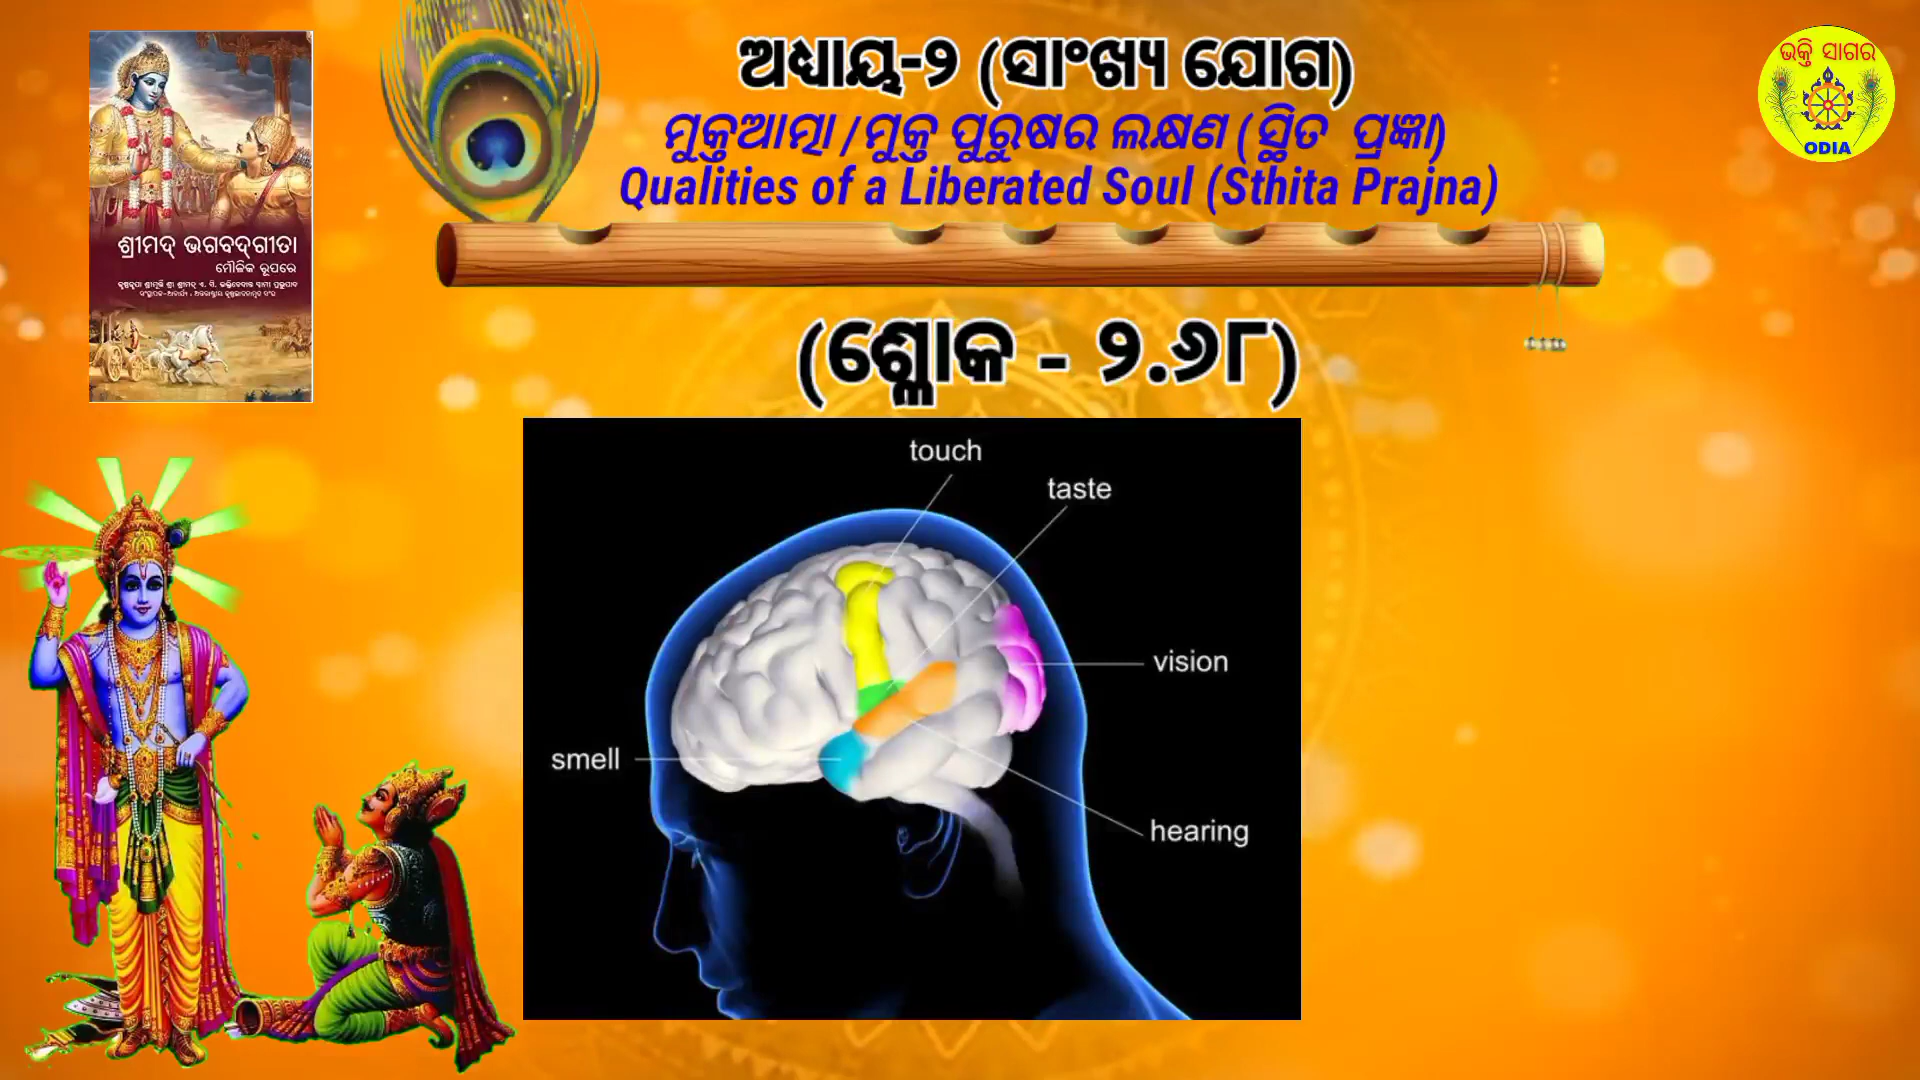 ଅଧ୍ୟାୟ-୨ (ସାଂଖ୍ୟ ଯୋଗ)
ମୁକ୍ତଆତ୍ମା / ମୁକ୍ତ ପୁରୁଷର ଲକ୍ଷଣ (ସ୍ଥିତ ପ୍ରଜ୍ଞା)
Qualities of a Liberated Soul (Sthita Prajna)
ଭକ୍ତି ସାଗର
ODIA
ଶ୍ରୀମଦ୍ ଭଗବଦ୍‌ଗୀତା
ମୌଳିକ ରୂପରେ
(ଶ୍ଳୋକ - ୨.୬୮)
touch
taste
vision
smell
hearing